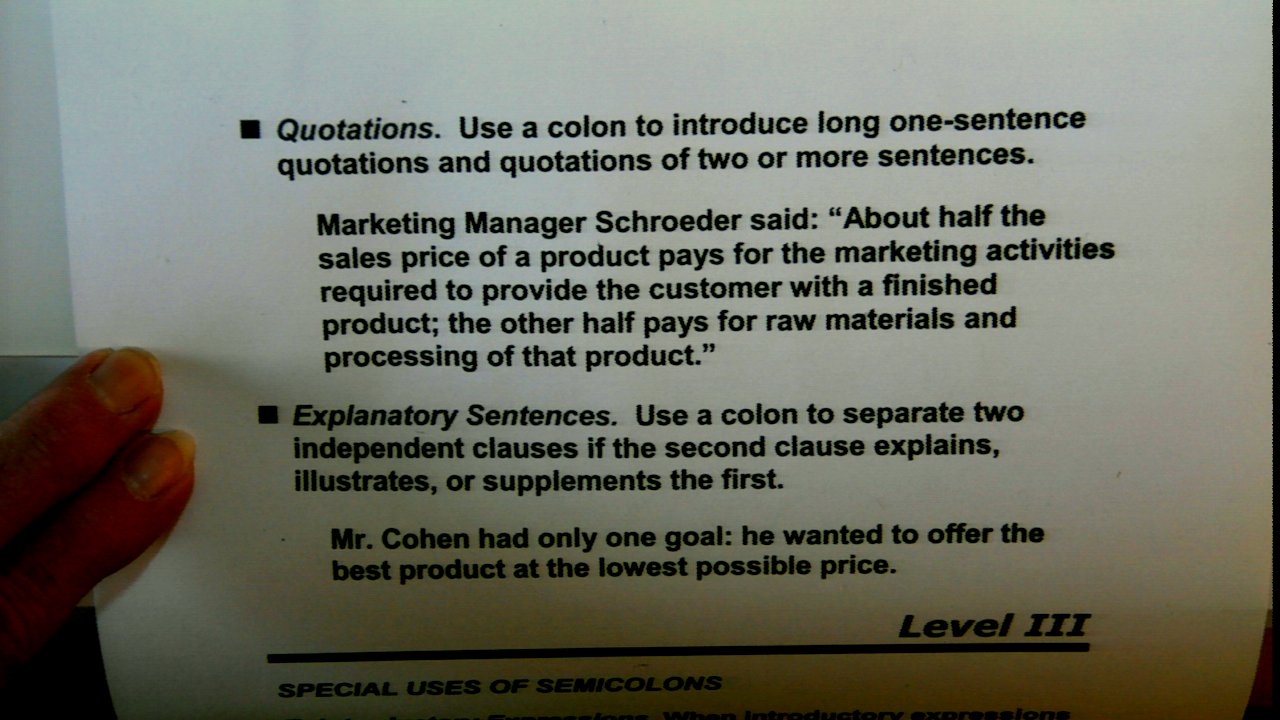 ■ Quotations. Use a colon to introduce long one-sentence
quotations and quotations of two or more sentences.
Marketing Manager Schroeder said: “About half the
sales price of a product pays for the marketing activities
required to provide the customer with a finished
product; the other half pays for raw materials and
processing of that product.”
■ Explanatory Sentences. Use a colon to separate two
independent clauses if the second clause explains,
illustrates, or supplements the first.
Mr. Cohen had only one goal: he wanted to offer the
best product at the lowest possible price.
Level III
SPECIAL USES OF SEMICOLONS
Expressions. When introductory expressions